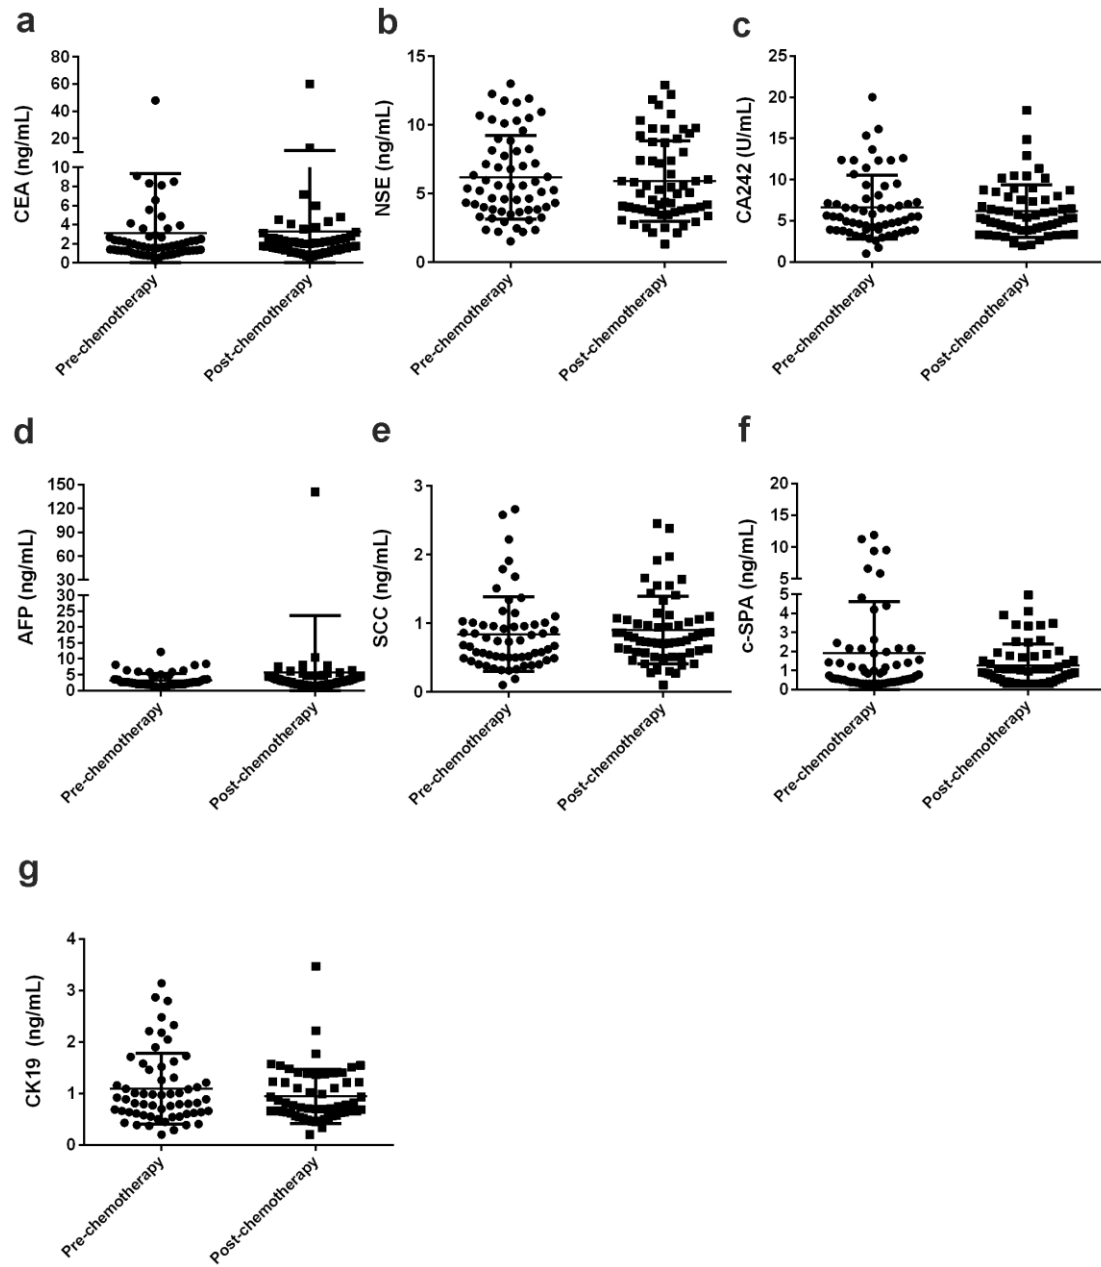 a
CEA (ng/mL)
80
60
40
20
10
8
6
4
2
0
Pre-chemotherapy
Post-chemotherapy
b
NSE (ng/mL)
15
10
5
0
Pre-chemotherapy
Post-chemotherapy
c
CA242 (U/mL)
25
20
15
10
5
0
Pre-chemotherapy
Post-chemotherapy
d
AFP (ng/mL)
150
120
90
60
30
30
25
20
15
10
5
0
Pre-chemotherapy
Post-chemotherapy
e
SCC (ng/mL)
3
2
1
0
Pre-chemotherapy
Post-chemotherapy
f
c-SPA (ng/mL)
20
15
10
5
5
4
3
2
1
0
Pre-chemotherapy
Post-chemotherapy
g
CK19 (ng/mL)
4
3
2
1
0
Pre-chemotherapy
Post-chemotherapy